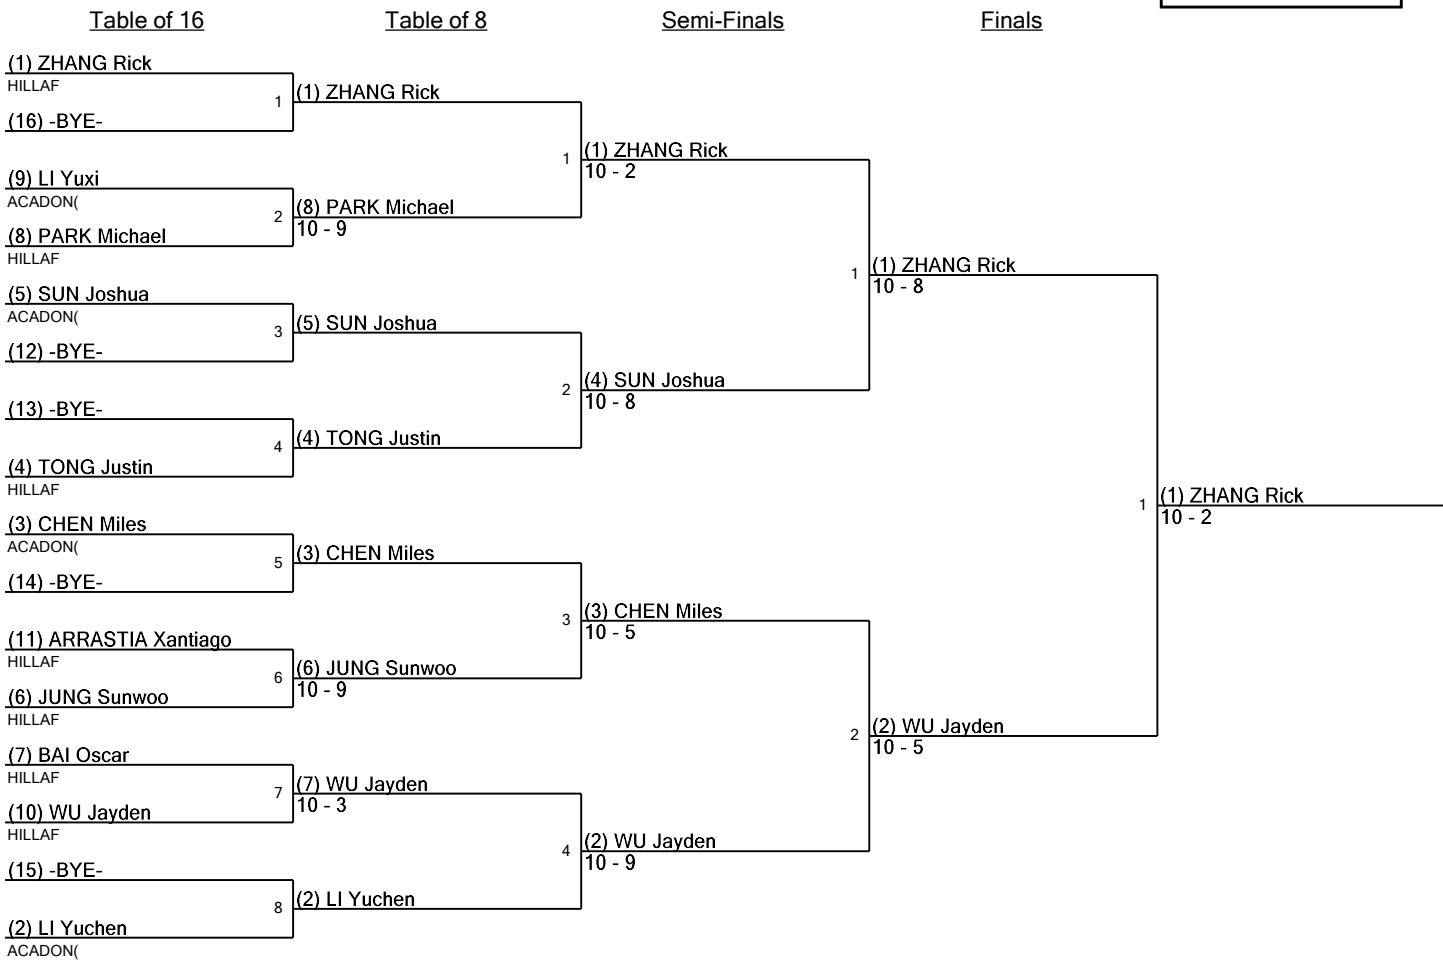 Table of 16
Table of 8
Semi-Finals
Finals
(1) ZHANG Rick
HILLAF
1
(16) -BYE-
(9) LI Yuxi
ACADON(
2
(8) PARK Michael
HILLAF
(5) SUN Joshua
ACADON(
3
(12) -BYE-
(13) -BYE-
4
(4) TONG Justin
HILLAF
(3) CHEN Miles
ACADON(
5
(14) -BYE-
(11) ARRASTIA Xantiago
HILLAF
6
(6) JUNG Sunwoo
HILLAF
(7) BAI Oscar
HILLAF
7
(10) WU Jayden
HILLAF
(15) -BYE-
8
(2) LI Yuchen
ACADON(
(1) ZHANG Rick
1
(8) PARK Michael
10 - 9
(5) SUN Joshua
2
(4) TONG Justin
(3) CHEN Miles
3
(6) JUNG Sunwoo
10 - 9
(7) WU Jayden
10 - 3
4
(2) LI Yuchen
(1) ZHANG Rick
10 - 2
1
(4) SUN Joshua
10 - 8
(3) CHEN Miles
10 - 5
2
(2) WU Jayden
10 - 9
(1) ZHANG Rick
10 - 8
1
(2) WU Jayden
10 - 5
(1) ZHANG Rick
10 - 2